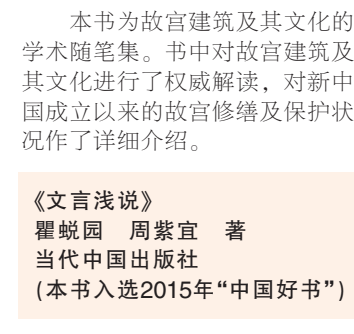 本书为故宫建筑及其文化的
学术随笔集。书中对故宫建筑及
其文化进行了权威解读，对新中
国成立以来的故宫修缮及保护状
况作了详细介绍。
《文言浅说》
瞿蜕园　周紫宜　著
当代中国出版社
(本书入选2015年“中国好书”)